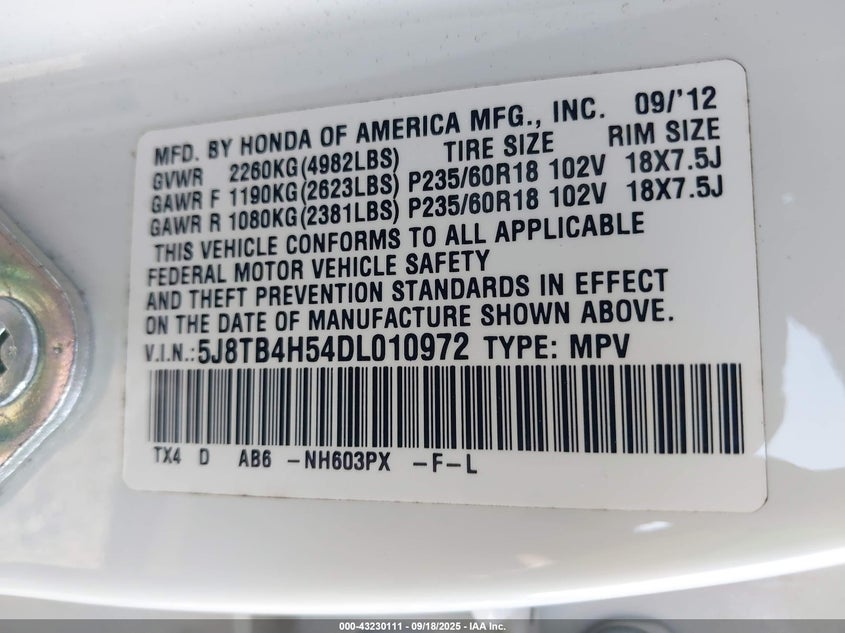 MFD. BY HONDA OF AMERICA MFG., INC. 09/'12
GVWR 2260KG(4982LBS) TIRE SIZE RIM SIZE
GAWR F 1190KG(2623LBS) P235/60R18 102V 18X7.5J
GAWR R 1080KG(2381LBS) P235/60R18 102V 18X7.5J
THIS VEHICLE CONFORMS TO ALL APPLICABLE
FEDERAL MOTOR VEHICLE SAFETY
AND THEFT PREVENTION STANDARDS IN EFFECT
ON THE DATE OF MANUFACTURE SHOWN ABOVE.
V.I.N.:5J8TB4H54DL010972 TYPE: MPV
TX4 D AB6 -NH603PX -F-L
000-43230111 - 09/18/2025 - IAA Inc.